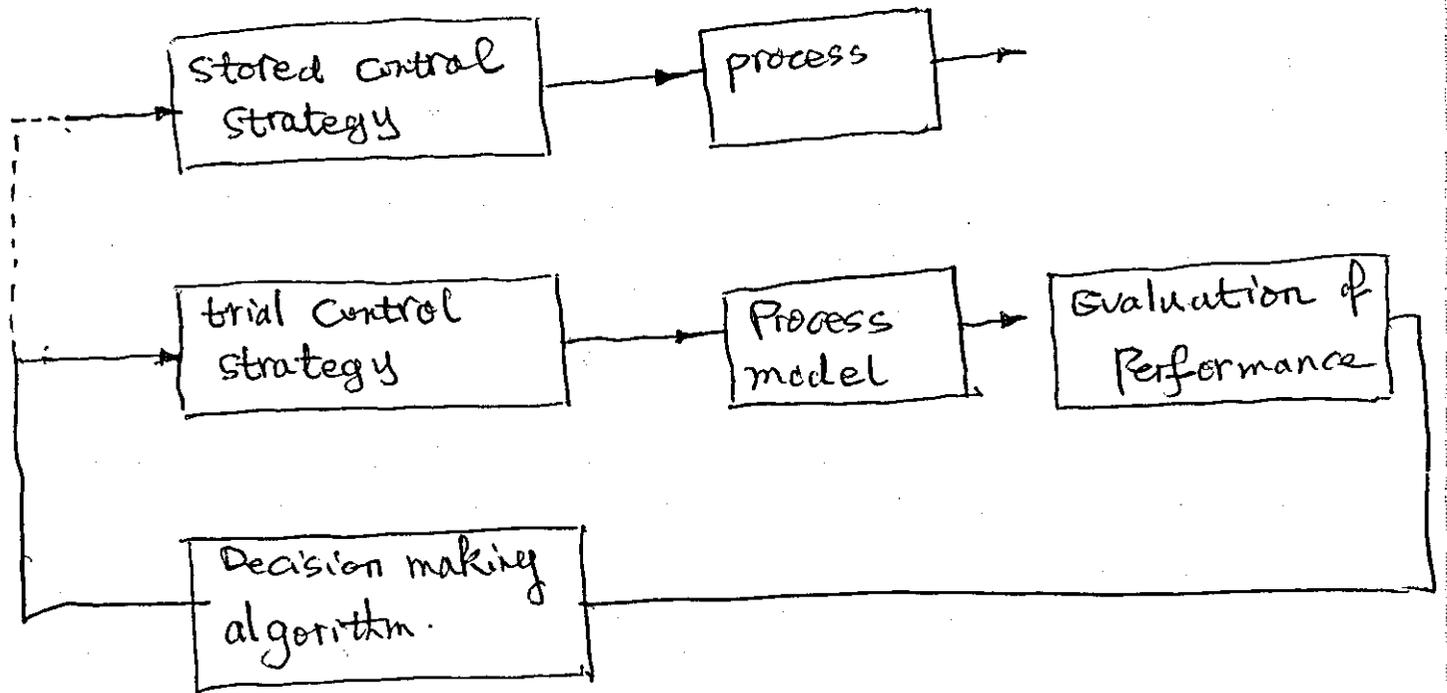 Stored control
strategy
process
trial control
strategy
Process
model
Evaluation of
Performance
Decision making
algorithm.